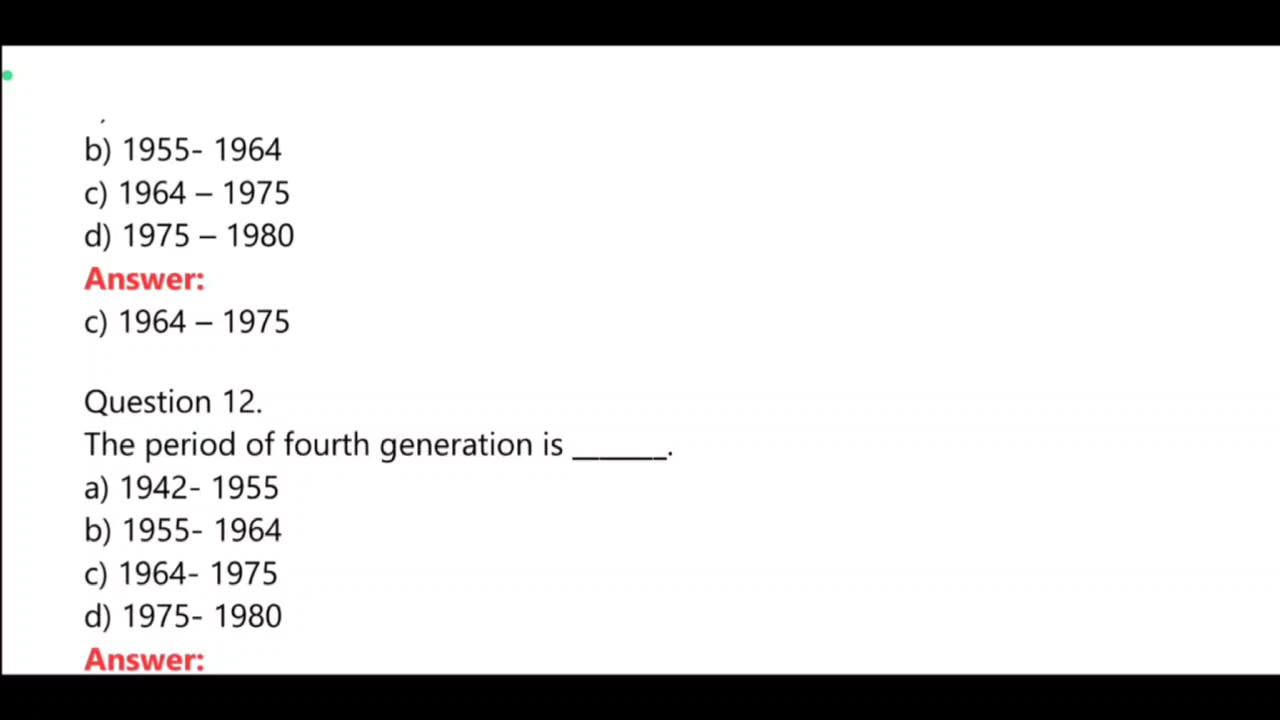 b) 1955- 1964
c) 1964 – 1975
d) 1975 – 1980
Answer:
c) 1964 – 1975
Question 12.
The period of fourth generation is ______.
a) 1942- 1955
b) 1955- 1964
c) 1964- 1975
d) 1975- 1980
Answer: